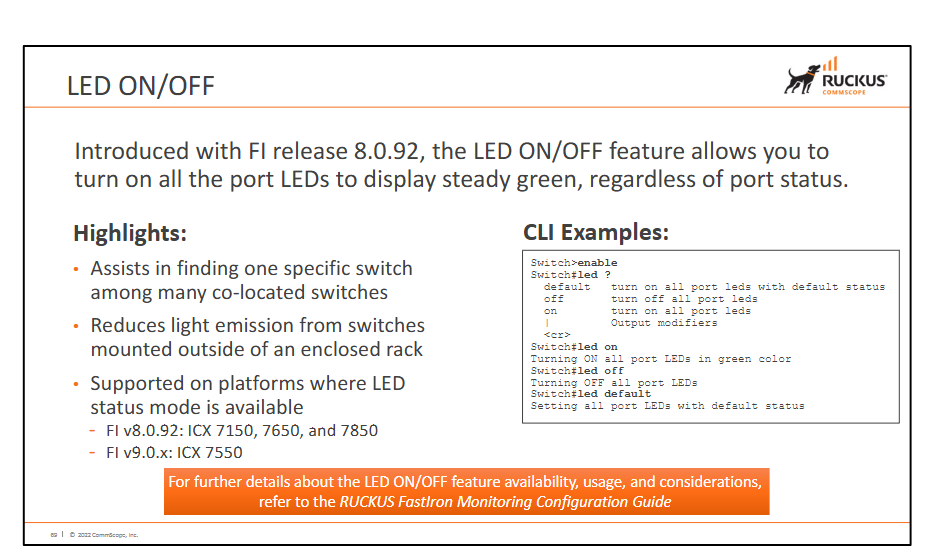 LED ON/OFF
RUCKUS
COMMSCOPE
Introduced with FI release 8.0.92, the LED ON/OFF feature allows you to
turn on all the port LEDs to display steady green, regardless of port status.
Highlights:
• Assists in finding one specific switch
among many co-located switches
• Reduces light emission from switches
mounted outside of an enclosed rack
• Supported on platforms where LED
status mode is available
– FI v8.0.92: ICX 7150, 7650, and 7850
– FI v9.0.x: ICX 7550
CLI Examples:
Switch>enable
Switch#led ?
default turn on all port leds with default status
off turn off all port leds
on turn on all port leds
| Output modifiers
<cr>
Switch#led on
Turning ON all port LEDs in green color
Switch#led off
Turning OFF all port LEDs
Switch#led default
Setting all port LEDs with default status
For further details about the LED ON/OFF feature availability, usage, and considerations,
refer to the RUCKUS FastIron Monitoring Configuration Guide
69 | © 2022 CommScope, Inc.